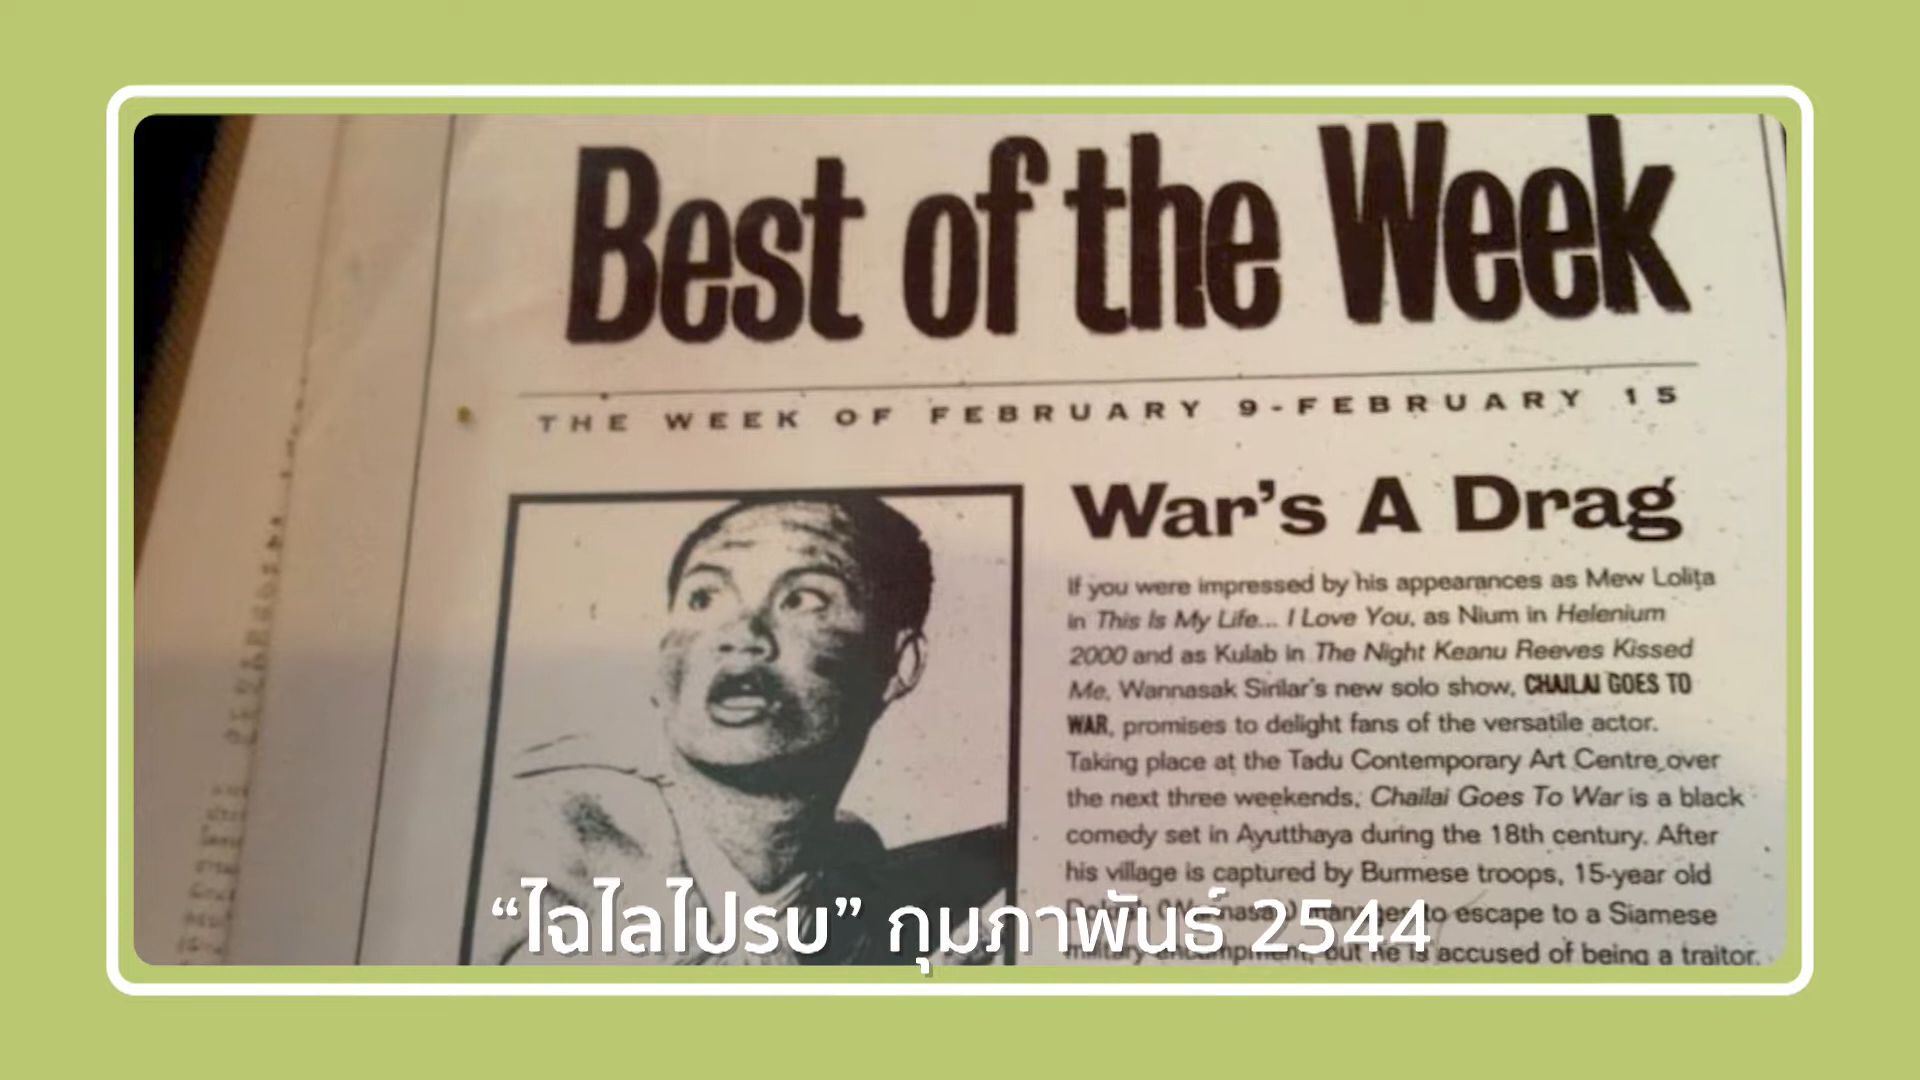 Best of the Week
THE WEEK OF FEBRUARY 9-FEBRUARY 15
War's A Drag
If you were impressed by his appearances as Mew Lolita
in This Is My Life... I Love You, as Nium in Helenium
2000 and as Kulab in The Night Keanu Reeves Kissed
Me, Wannasak Sirilar's new solo show, CHAILAI GOES TO
WAR, promises to delight fans of the versatile actor.
Taking place at the Tadu Contemporary Art Centre over
the next three weekends, Chailai Goes To War is a black
comedy set in Ayutthaya during the 18th century. After
his village is captured by Burmese troops, 15-year old
manages to escape to a Siamese
military encampment, but he is accused of being a traitor.
“ไฉไลไปรบ” กุมภาพันธ์ 2544